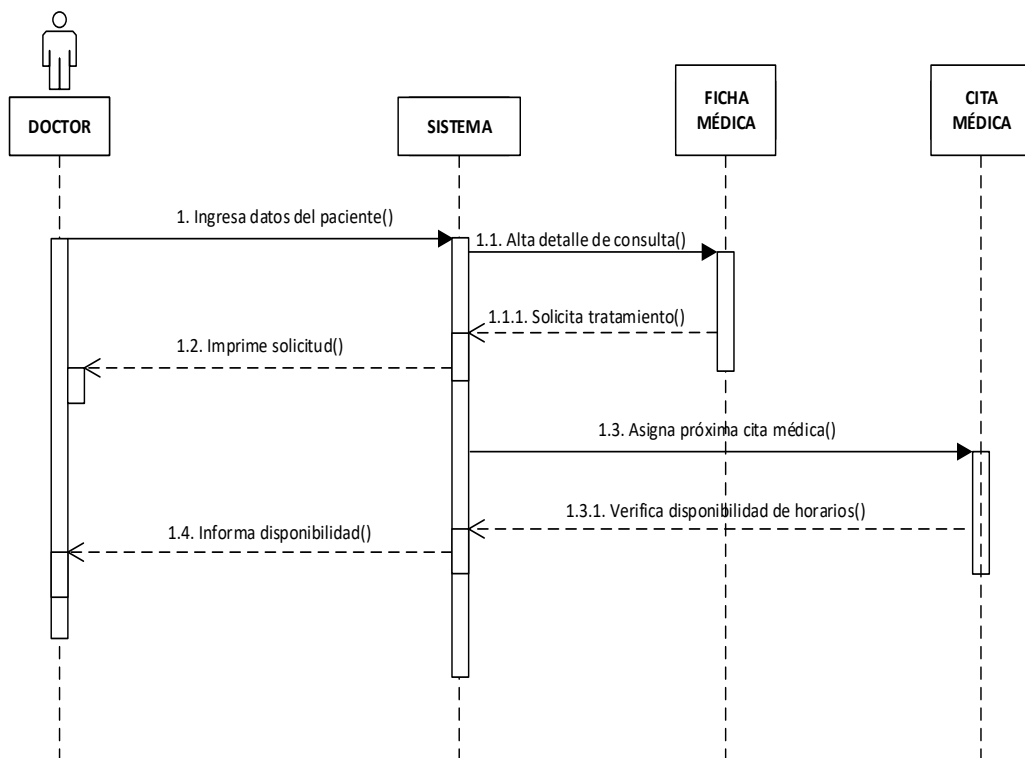 DOCTOR
SISTEMA
FICHA
MÉDICA
CITA
MÉDICA
1. Ingresa datos del paciente()
1.1. Alta detalle de consulta()
1.1.1. Solicita tratamiento()
1.2. Imprime solicitud()
1.3. Asigna próxima cita médica()
1.3.1. Verifica disponibilidad de horarios()
1.4. Informa disponibilidad()